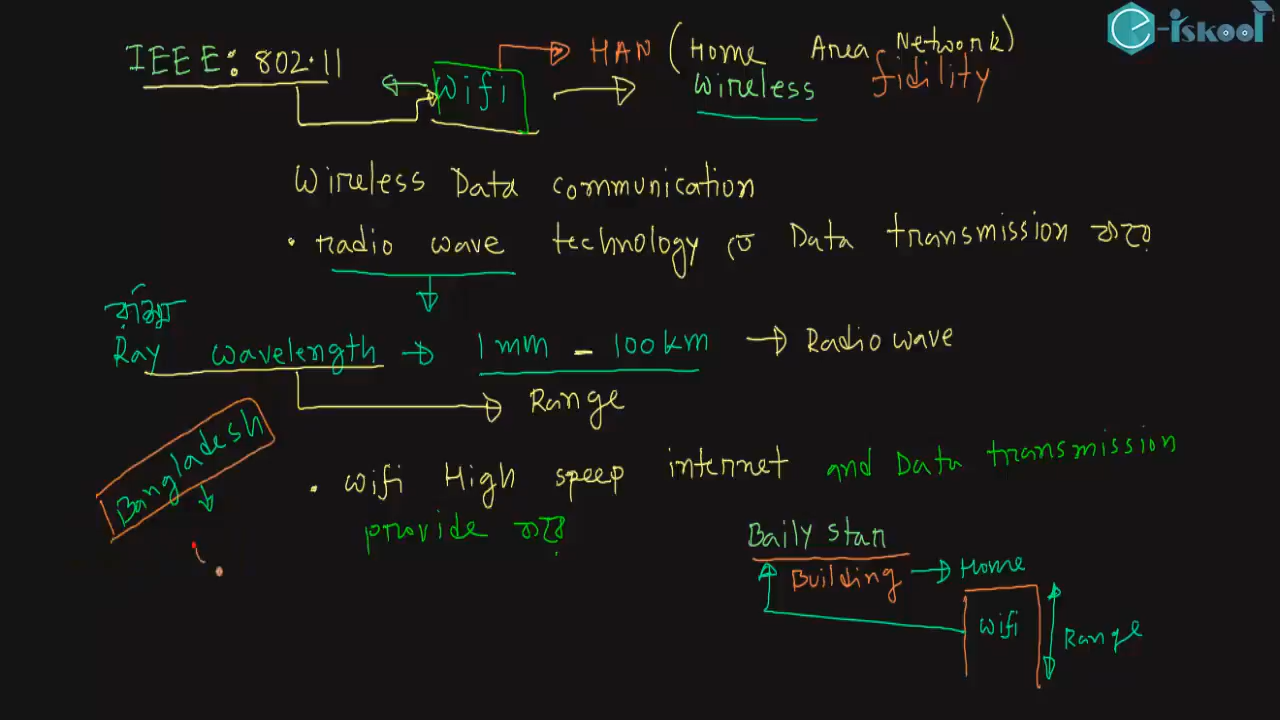 e-iskool
IEEE: 802.11
Wifi
HAN (Home Area Network)
wireless fidility
Wireless Data communication
• radio wave technology তে Data transmission করে
রশ্মি
Ray wavelength → 1mm - 100km → Radio wave
Range
Bangladesh
• wifi High speep internet and Data transmission
provide করে
Baily star
Building → Home
wifi
Range